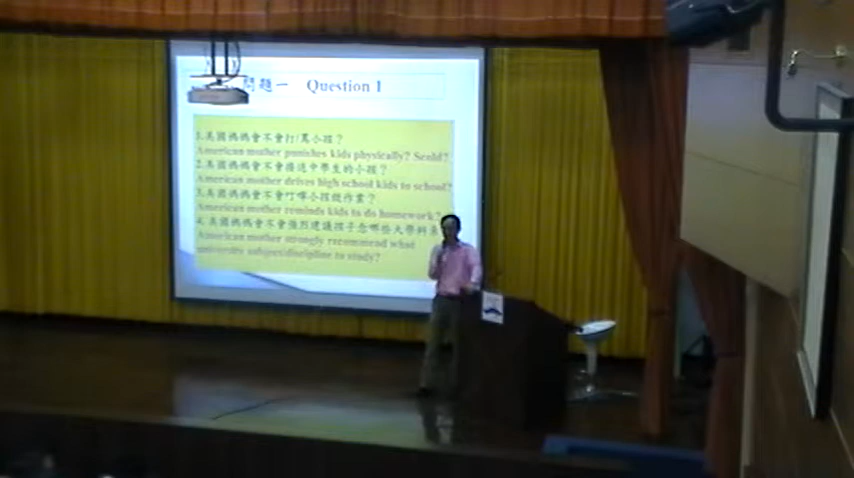 問題一 Question 1
1.美國媽媽會不會打/罵小孩？
American mother punishes kids physically? Scold?
2.美國媽媽會不會接送中學生的小孩？
American mother drives high school kids to school?
3.美國媽媽會不會叮嚀小孩做作業？
American mother reminds kids to do homework?
4.美國媽媽會不會強烈建議孩子念哪些大學科系
American mother strongly recommend what
university subject/discipline to study?